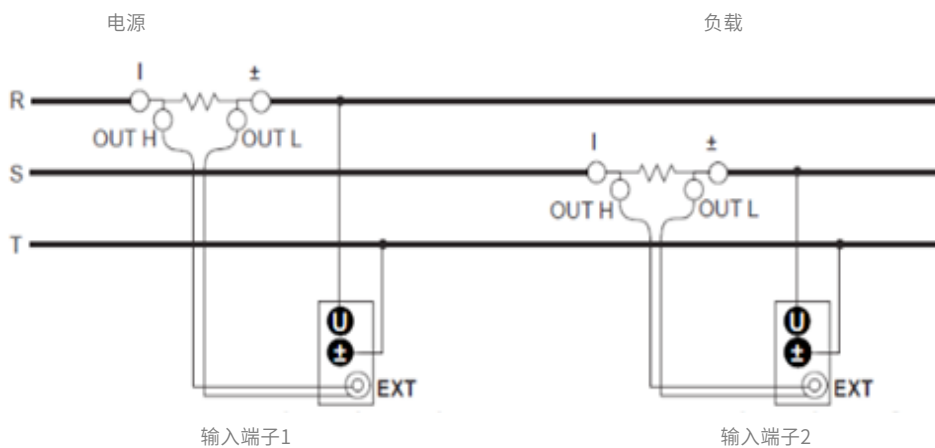 电源 负载
I ±
R
OUT H OUT L
I ±
S
OUT H OUT L
T
U U
± ±
EXT EXT
输入端子1 输入端子2